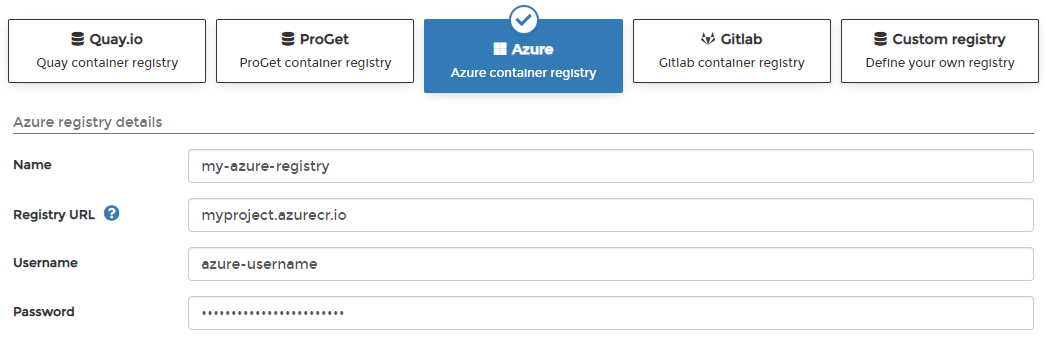 Quay.io
Quay container registry
ProGet
ProGet container registry
Azure
Azure container registry
Gitlab
Gitlab container registry
Custom registry
Define your own registry
Azure registry details
Name my-azure-registry
Registry URL ? myproject.azurecr.io
Username azure-username
Password ••••••••••••••••••••••••